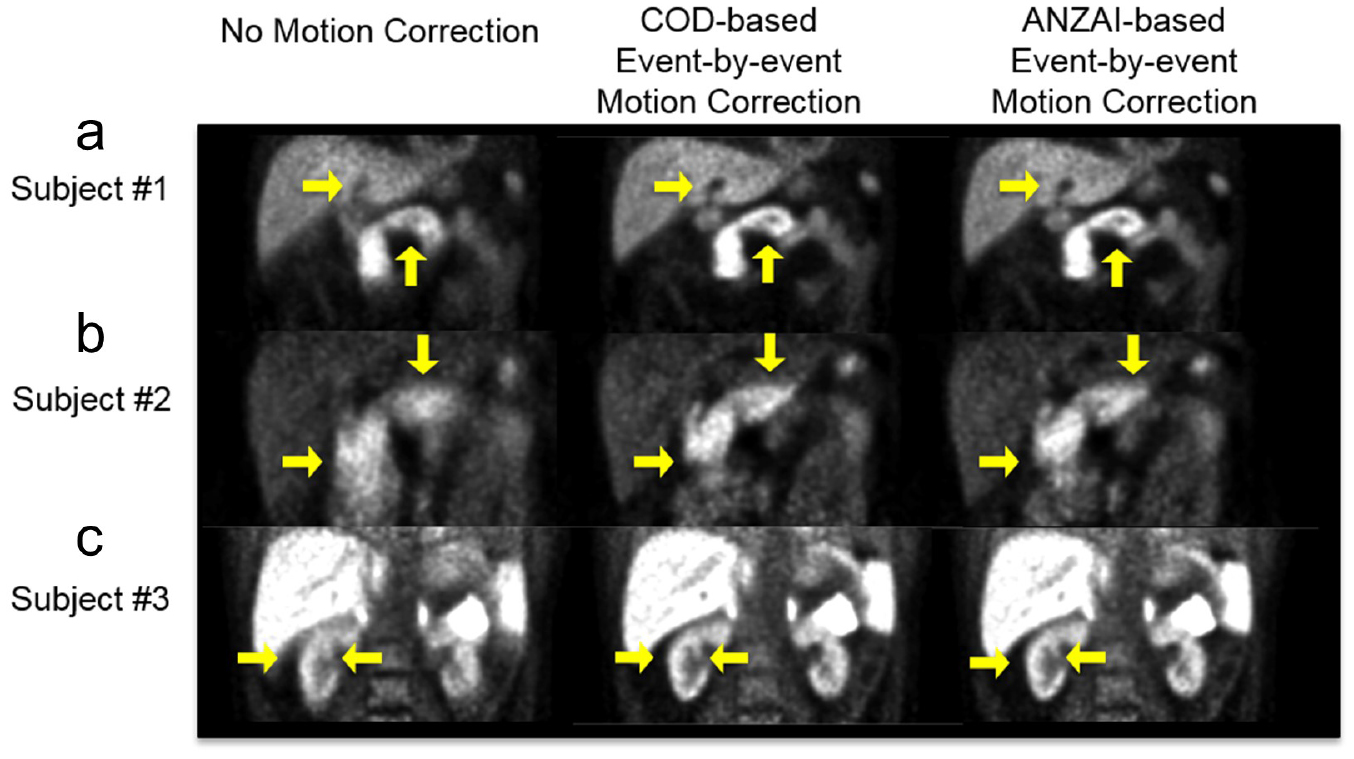 No Motion Correction
COD-based
Event-by-event
Motion Correction
ANZAI-based
Event-by-event
Motion Correction
a
Subject #1
b
Subject #2
c
Subject #3